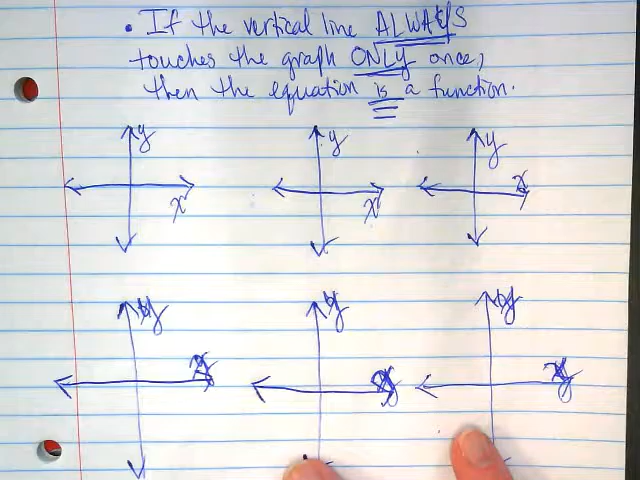 • If the vertical line ALWAYS
touches the graph ONLY once,
then the equation is a function.
y y y
x x x
y y y